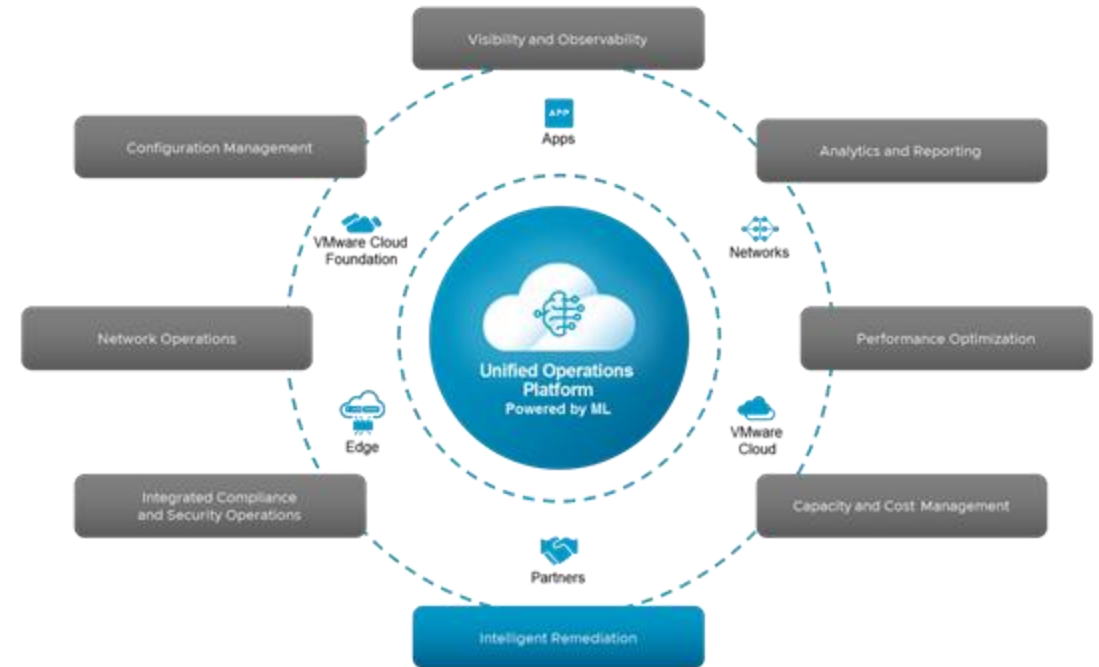 Visibility and Observability
APP
Apps
Configuration Management
Analytics and Reporting
VMware Cloud
Foundation
Networks
Network Operations
Unified Operations
Platform
Powered by ML
Performance Optimization
Edge
VMware
Cloud
Integrated Compliance
and Security Operations
Capacity and Cost Management
Partners
Intelligent Remediation